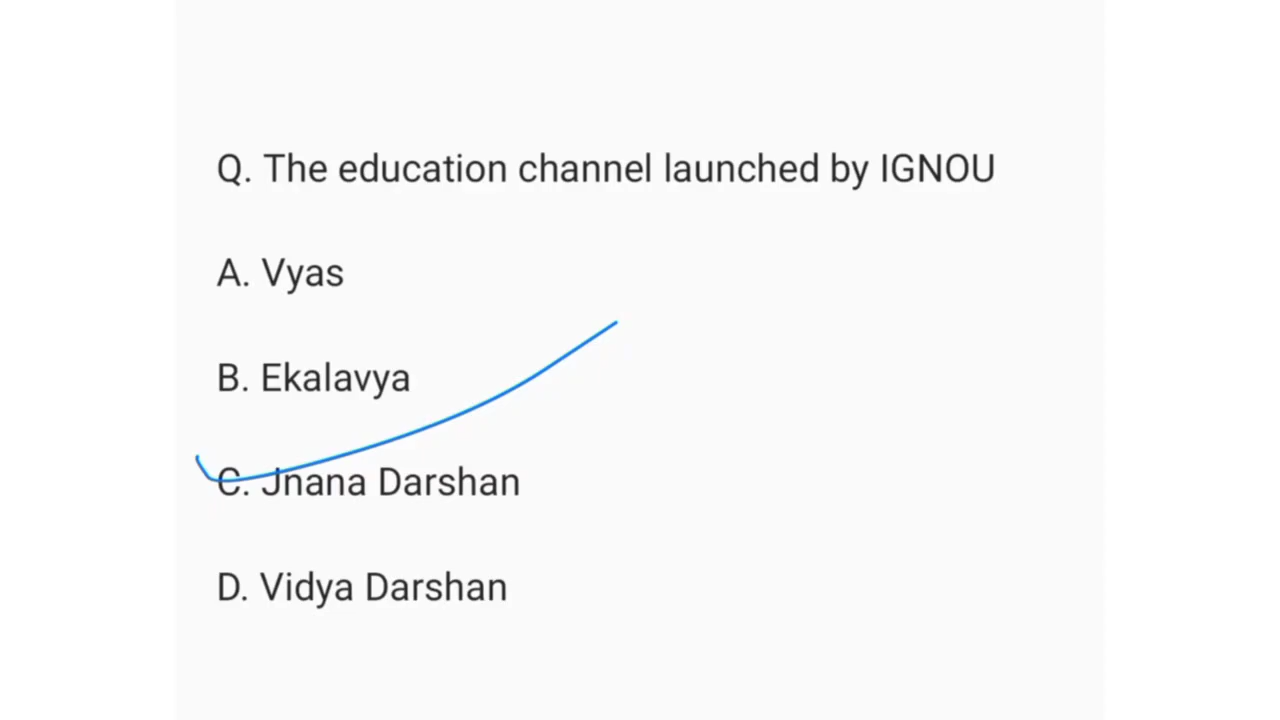 Q. The education channel launched by IGNOU
A. Vyas
B. Ekalavya
C. Jnana Darshan
D. Vidya Darshan